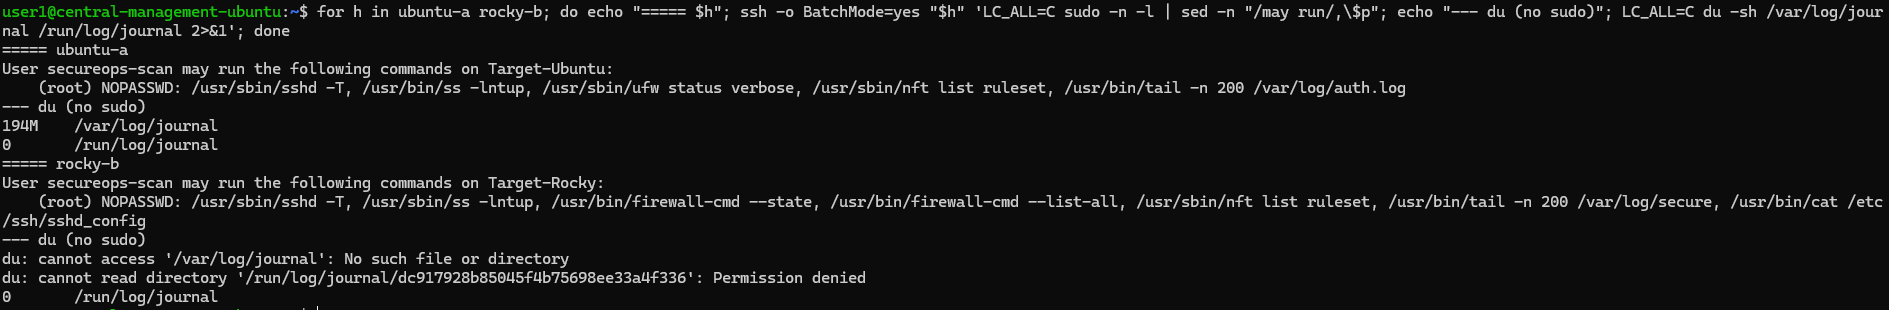 user1@central-management-ubuntu:~$ for h in ubuntu-a rocky-b; do echo "===== $h"; ssh -o BatchMode=yes "$h" 'LC_ALL=C sudo -n -l | sed -n "/may run/,\$p"; echo "--- du (no sudo)"; LC_ALL=C du -sh /var/log/jour
nal /run/log/journal 2>&1'; done
===== ubuntu-a
User secureops-scan may run the following commands on Target-Ubuntu:
    (root) NOPASSWD: /usr/sbin/sshd -T, /usr/bin/ss -lntup, /usr/sbin/ufw status verbose, /usr/sbin/nft list ruleset, /usr/bin/tail -n 200 /var/log/auth.log
--- du (no sudo)
194M    /var/log/journal
0       /run/log/journal
===== rocky-b
User secureops-scan may run the following commands on Target-Rocky:
    (root) NOPASSWD: /usr/sbin/sshd -T, /usr/sbin/ss -lntup, /usr/bin/firewall-cmd --state, /usr/bin/firewall-cmd --list-all, /usr/sbin/nft list ruleset, /usr/bin/tail -n 200 /var/log/secure, /usr/bin/cat /etc
/ssh/sshd_config
--- du (no sudo)
du: cannot access '/var/log/journal': No such file or directory
du: cannot read directory '/run/log/journal/dc917928b85045f4b75698ee33a4f336': Permission denied
0       /run/log/journal